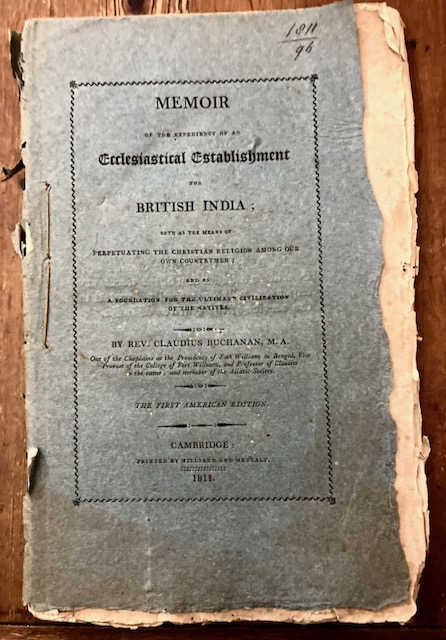 1811
96
MEMOIR
OF THE EXPEDIENCY OF AN
Ecclesiastical Establishment
FOR
BRITISH INDIA;
BOTH AS THE MEANS OF
PERPETUATING THE CHRISTIAN RELIGION AMONG OUR
OWN COUNTRYMEN;
AND AS
A FOUNDATION FOR THE ULTIMATE CIVILIZATION
OF THE NATIVES.
BY REV. CLAUDIUS BUCHANAN, M. A.
One of the Chaplains at the Presidency of Fort William in Bengal, Vice
Provost of the College of Fort William, and Professor of Classics
in the same; and member of the Asiatic Society.
THE FIRST AMERICAN EDITION.
CAMBRIDGE:
PRINTED BY HILLIARD AND METCALF.
1811.